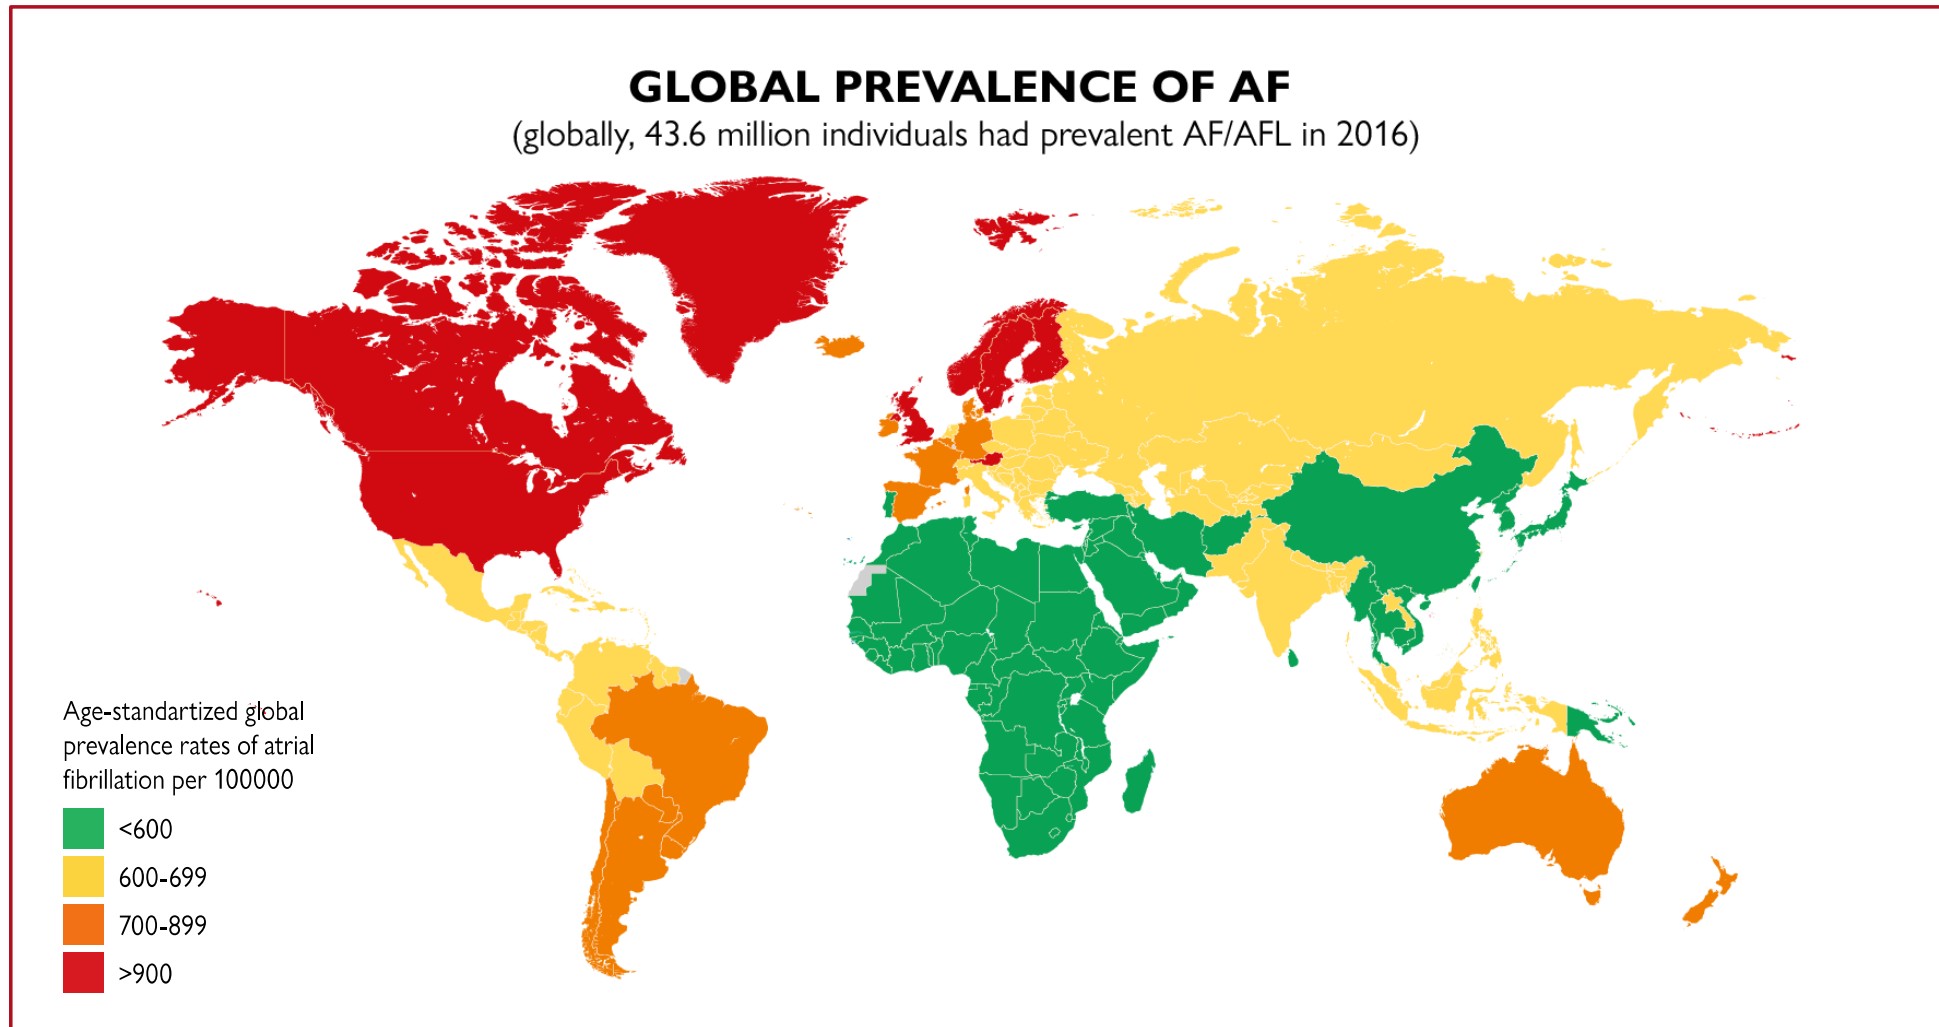 GLOBAL PREVALENCE OF AF
(globally, 43.6 million individuals had prevalent AF/AFL in 2016)
Age-standartized global
prevalence rates of atrial
fibrillation per 100000
<600
600-699
700-899
>900